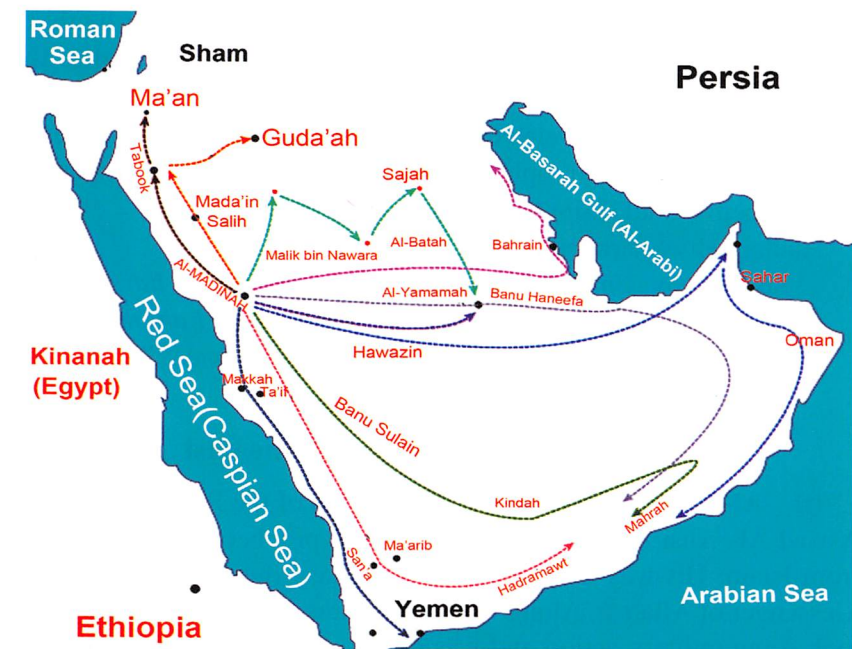 Roman
Sea
Sham
Persia
Ma'an
Guda'ah
Tabook
Sajah
Mada'in
Salih
Malik bin Nawara
Al-Batah
Bahrain
Al-Basarah Gulf (Al-Arabi)
Al-MADINAH
Al-Yamamah
Banu Haneefa
Sahar
Hawazin
Oman
Kinanah
(Egypt)
Red Sea(Caspian Sea)
Makkah
Ta'if
Banu Sulain
Kindah
Mahrah
San'a
Ma'arib
Hadramawt
Yemen
Arabian Sea
Ethiopia